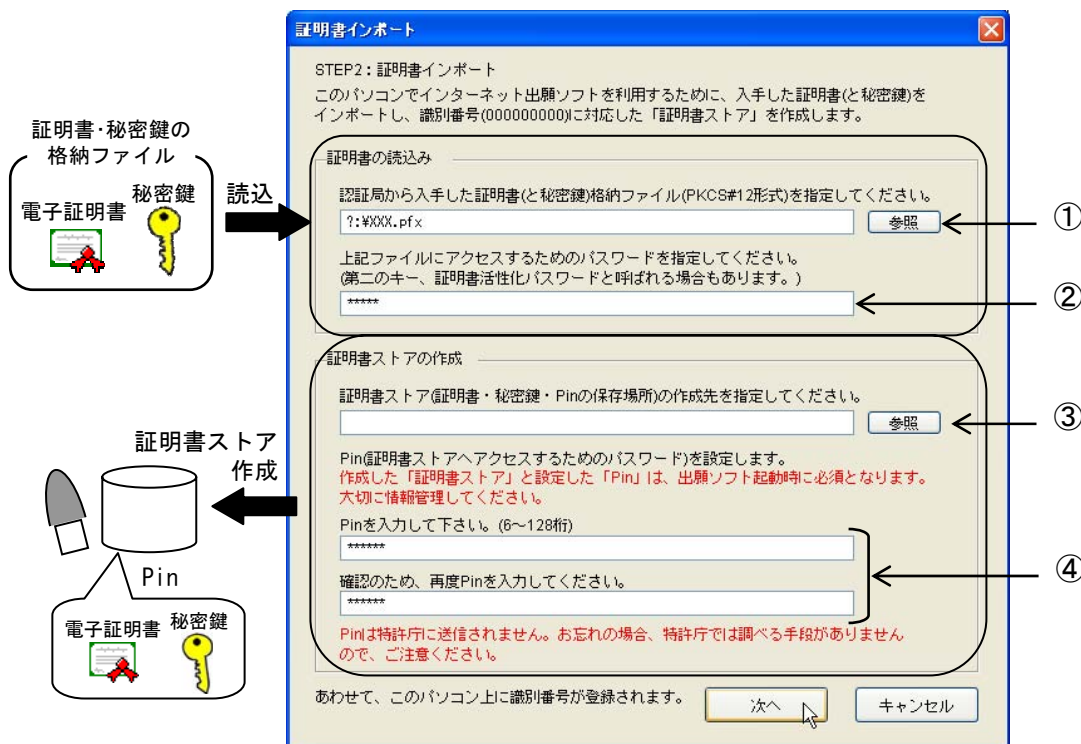 証明書インポート
STEP2：証明書インポート
このパソコンでインターネット出願ソフトを利用するために、入手した証明書(と秘密鍵)を
インポートし、識別番号(000000000)に対応した「証明書ストア」を作成します。
証明書・秘密鍵の
格納ファイル
電子証明書
秘密鍵
読込
証明書の読込み
認証局から入手した証明書(と秘密鍵)格納ファイル(PKCS#12形式)を指定してください。
?:¥XXX.pfx
参照
①
上記ファイルにアクセスするためのパスワードを指定してください。
(第二のキー、証明書活性化パスワードと呼ばれる場合もあります。)
*****
②
証明書ストアの作成
証明書ストア(証明書・秘密鍵・Pinの保存場所)の作成先を指定してください。
参照
③
証明書ストア
作成
Pin(証明書ストアへアクセスするためのパスワード)を設定します。
作成した「証明書ストア」と設定した「Pin」は、出願ソフト起動時に必須となります。
大切に情報管理してください。
Pinを入力して下さい。(6～128桁)
******
確認のため、再度Pinを入力してください。
******
④
Pin
電子証明書
秘密鍵
Pinは特許庁に送信されません。お忘れの場合、特許庁では調べる手段がありません
ので、ご注意ください。
あわせて、このパソコン上に識別番号が登録されます。
次へ
キャンセル